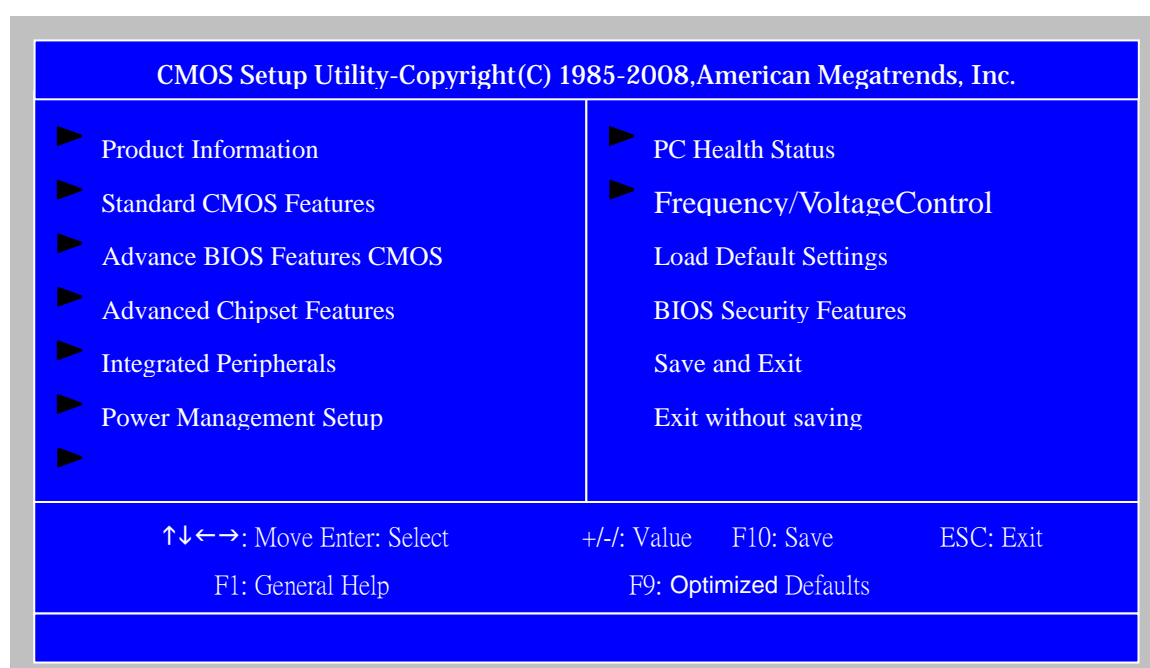 CMOS Setup Utility-Copyright(C) 1985-2008,American Megatrends, Inc.
Product Information
Standard CMOS Features
Advance BIOS Features CMOS
Advanced Chipset Features
Integrated Peripherals
Power Management Setup
PC Health Status
Frequency/VoltageControl
Load Default Settings
BIOS Security Features
Save and Exit
Exit without saving
↑↓←→: Move Enter: Select +/-/: Value F10: Save ESC: Exit
F1: General Help F9: Optimized Defaults